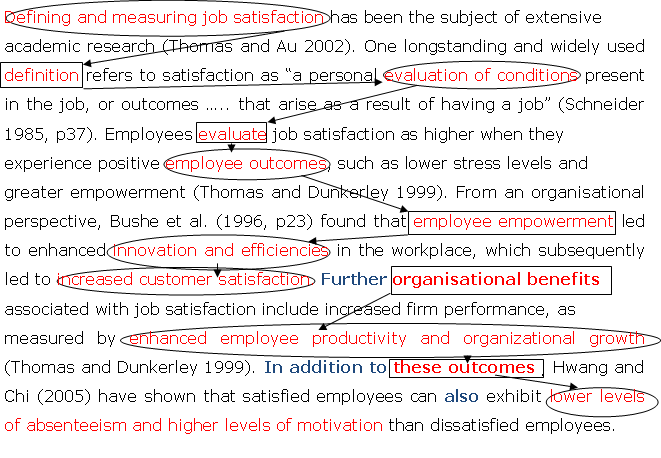 Defining and measuring job satisfaction has been the subject of extensive
academic research (Thomas and Au 2002). One longstanding and widely used
definition refers to satisfaction as “a personal evaluation of conditions present
in the job, or outcomes ….. that arise as a result of having a job” (Schneider
1985, p37). Employees evaluate job satisfaction as higher when they
experience positive employee outcomes, such as lower stress levels and
greater empowerment (Thomas and Dunkerley 1999). From an organisational
perspective, Bushe et al. (1996, p23) found that employee empowerment led
to enhanced innovation and efficiencies in the workplace, which subsequently
led to increased customer satisfaction. Further organisational benefits
associated with job satisfaction include increased firm performance, as
measured by enhanced employee productivity and organizational growth
(Thomas and Dunkerley 1999). In addition to these outcomes, Hwang and
Chi (2005) have shown that satisfied employees can also exhibit lower levels
of absenteeism and higher levels of motivation than dissatisfied employees.